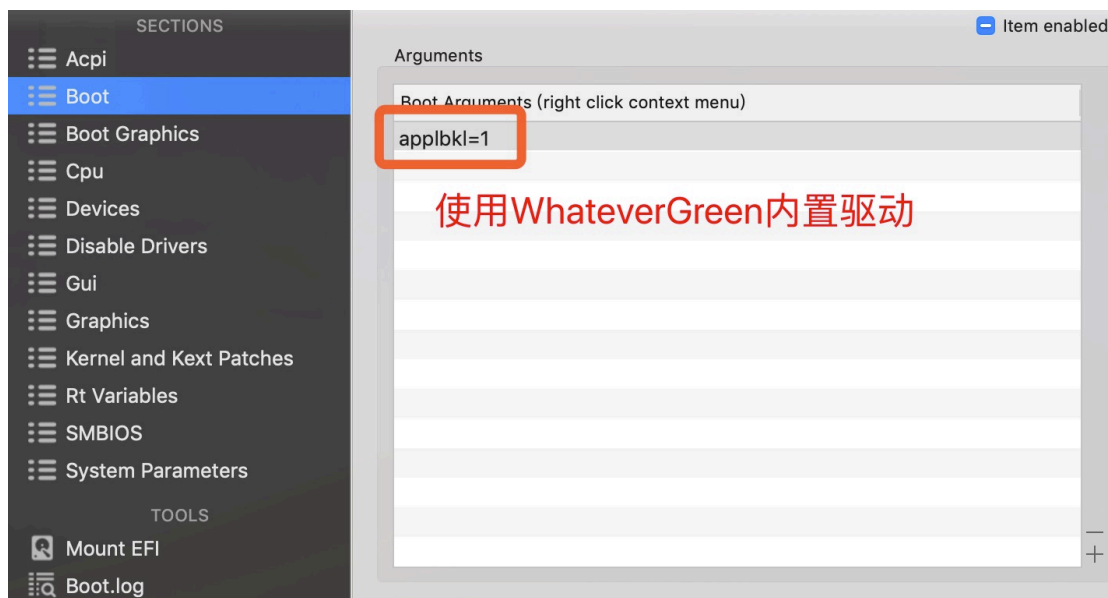 SECTIONS
Acpi
Boot
Boot Graphics
Cpu
Devices
Disable Drivers
Gui
Graphics
Kernel and Kext Patches
Rt Variables
SMBIOS
System Parameters
TOOLS
Mount EFI
Boot.log
Item enabled
Arguments
Boot Arguments (right click context menu)
applbkl=1
使用WhateverGreen内置驱动